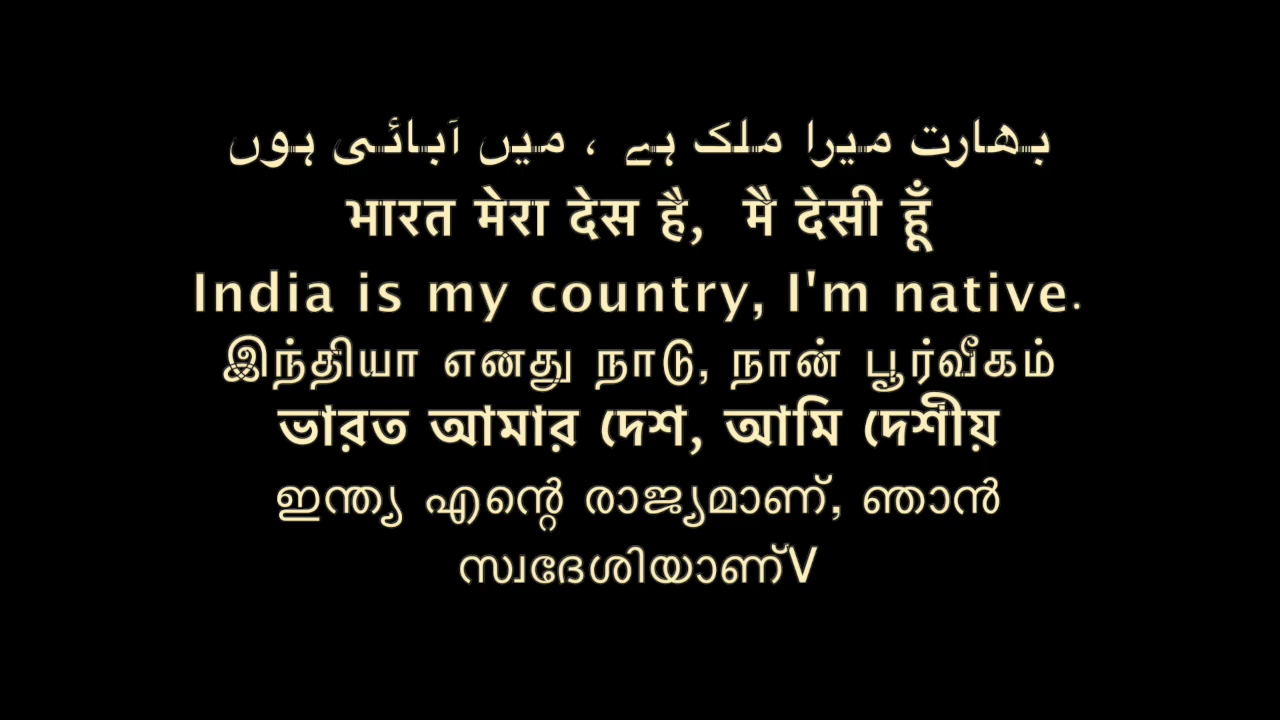 بھارت میرا ملک ہے ، میں آبائی ہوں
भारत मेरा देस है, मै देसी हूँ
India is my country, I'm native.
இந்தியா எனது நாடு, நான் பூர்வீகம்
ভারত আমার দেশ, আমি দেশীয়
ഇന്ത്യ എന്റെ രാജ്യമാണ്, ഞാൻ
സ്വദേശിയാണ്V